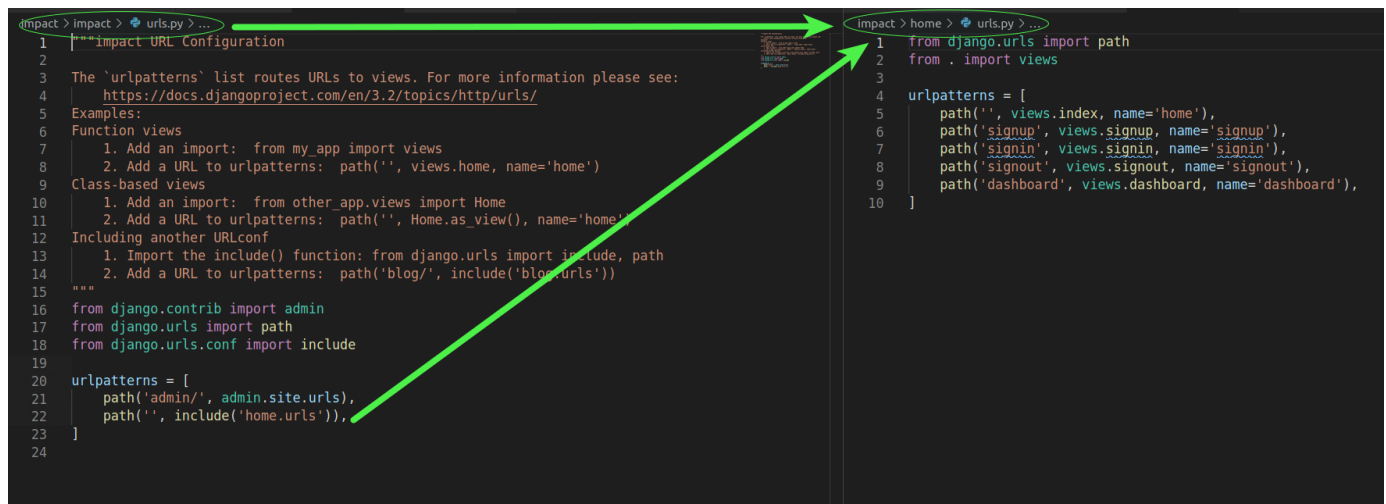 impact > impact > urls.py > ...
1 """impact URL Configuration
2
3 The `urlpatterns` list routes URLs to views. For more information please see:
4     https://docs.djangoproject.com/en/3.2/topics/http/urls/
5 Examples:
6 Function views
7     1. Add an import:  from my_app import views
8     2. Add a URL to urlpatterns:  path('', views.home, name='home')
9 Class-based views
10     1. Add an import:  from other_app.views import Home
11     2. Add a URL to urlpatterns:  path('', Home.as_view(), name='home')
12 Including another URLconf
13     1. Import the include() function: from django.urls import include, path
14     2. Add a URL to urlpatterns:  path('blog/', include('blog.urls'))
15 """
16 from django.contrib import admin
17 from django.urls import path
18 from django.urls.conf import include
19
20 urlpatterns = [
21     path('admin/', admin.site.urls),
22     path('', include('home.urls')),
23 ]
24
impact > home > urls.py > ...
1 from django.urls import path
2 from . import views
3
4 urlpatterns = [
5     path('', views.index, name='home'),
6     path('signup', views.signup, name='signup'),
7     path('signin', views.signin, name='signin'),
8     path('signout', views.signout, name='signout'),
9     path('dashboard', views.dashboard, name='dashboard'),
10 ]